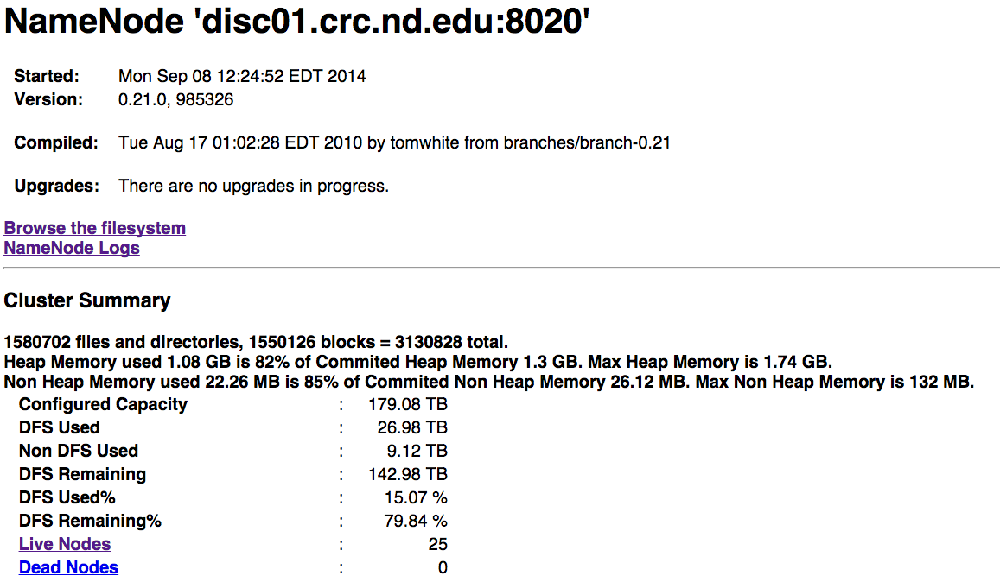 NameNode 'disc01.crc.nd.edu:8020'
Started: Mon Sep 08 12:24:52 EDT 2014
Version: 0.21.0, 985326
Compiled: Tue Aug 17 01:02:28 EDT 2010 by tomwhite from branches/branch-0.21
Upgrades: There are no upgrades in progress.
Browse the filesystem
NameNode Logs
Cluster Summary
1580702 files and directories, 1550126 blocks = 3130828 total.
Heap Memory used 1.08 GB is 82% of Commited Heap Memory 1.3 GB. Max Heap Memory is 1.74 GB.
Non Heap Memory used 22.26 MB is 85% of Commited Non Heap Memory 26.12 MB. Max Non Heap Memory is 132 MB.
Configured Capacity : 179.08 TB
DFS Used : 26.98 TB
Non DFS Used : 9.12 TB
DFS Remaining : 142.98 TB
DFS Used% : 15.07 %
DFS Remaining% : 79.84 %
Live Nodes : 25
Dead Nodes : 0